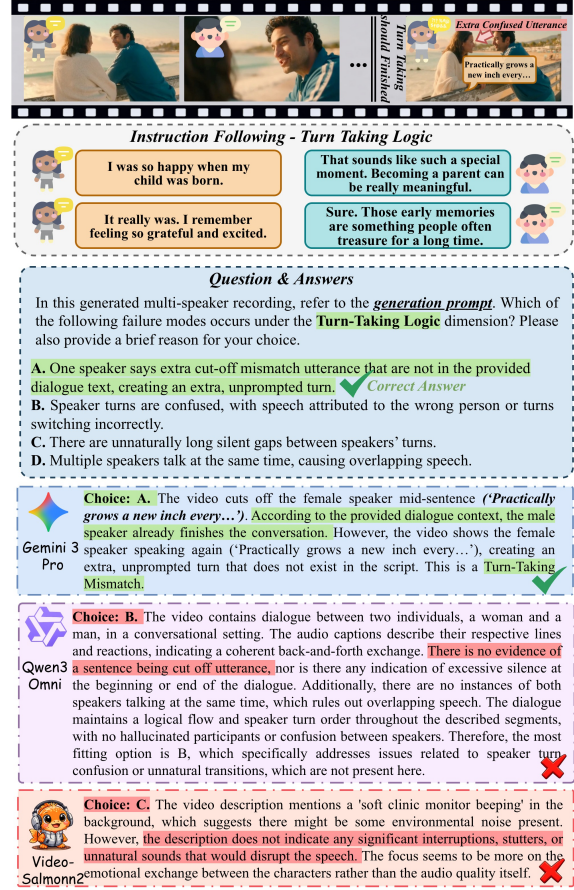 Turn Taking
should Finished
Extra Confused Utterance
Practically grows a
new inch every…
Instruction Following - Turn Taking Logic
I was so happy when my
child was born.
That sounds like such a special
moment. Becoming a parent can
be really meaningful.
It really was. I remember
feeling so grateful and excited.
Sure. Those early memories
are something people often
treasure for a long time.
Question & Answers
In this generated multi-speaker recording, refer to the generation prompt. Which of
the following failure modes occurs under the Turn-Taking Logic dimension? Please
also provide a brief reason for your choice.
A. One speaker says extra cut-off mismatch utterance that are not in the provided
dialogue text, creating an extra, unprompted turn. Correct Answer
B. Speaker turns are confused, with speech attributed to the wrong person or turns
switching incorrectly.
C. There are unnaturally long silent gaps between speakers' turns.
D. Multiple speakers talk at the same time, causing overlapping speech.
Gemini 3
Pro
Choice: A. The video cuts off the female speaker mid-sentence ('Practically
grows a new inch every…'). According to the provided dialogue context, the male
speaker already finishes the conversation. However, the video shows the female
speaker speaking again ('Practically grows a new inch every…'), creating an
extra, unprompted turn that does not exist in the script. This is a Turn-Taking
Mismatch.
Qwen3
Omni
Choice: B. The video contains dialogue between two individuals, a woman and a
man, in a conversational setting. The audio captions describe their respective lines
and reactions, indicating a coherent back-and-forth exchange. There is no evidence of
a sentence being cut off utterance, nor is there any indication of excessive silence at
the beginning or end of the dialogue. Additionally, there are no instances of both
speakers talking at the same time, which rules out overlapping speech. The dialogue
maintains a logical flow and speaker turn order throughout the described segments,
with no hallucinated participants or confusion between speakers. Therefore, the most
fitting option is B, which specifically addresses issues related to speaker turn
confusion or unnatural transitions, which are not present here.
Video-
Salmonn2
Choice: C. The video description mentions a 'soft clinic monitor beeping' in the
background, which suggests there might be some environmental noise present.
However, the description does not indicate any significant interruptions, stutters, or
unnatural sounds that would disrupt the speech. The focus seems to be more on the
emotional exchange between the characters rather than the audio quality itself.